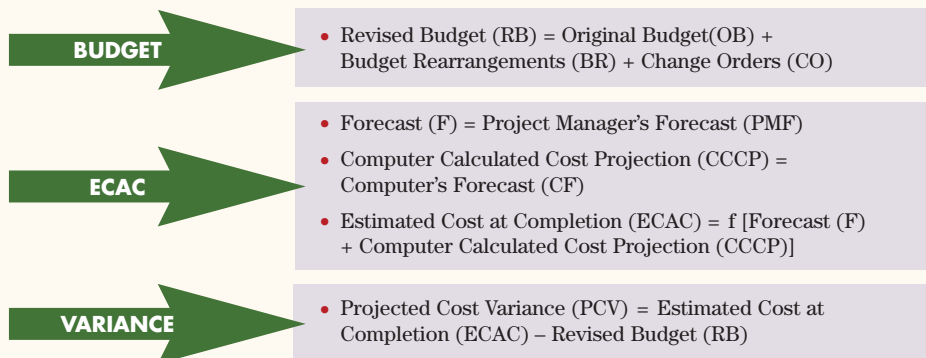 BUDGET
• Revised Budget (RB) = Original Budget(OB) +
Budget Rearrangements (BR) + Change Orders (CO)
ECAC
• Forecast (F) = Project Manager's Forecast (PMF)
• Computer Calculated Cost Projection (CCCP) =
Computer's Forecast (CF)
• Estimated Cost at Completion (ECAC) = f [Forecast (F)
+ Computer Calculated Cost Projection (CCCP)]
VARIANCE
• Projected Cost Variance (PCV) = Estimated Cost at
Completion (ECAC) – Revised Budget (RB)